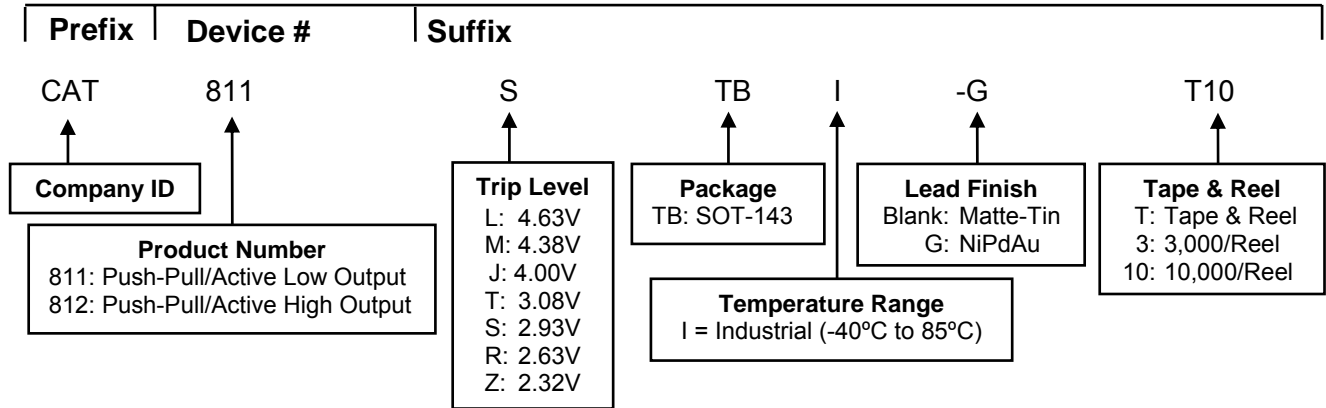 Prefix Device # Suffix
CAT 811 S TB I -G T10
Company ID
Product Number
811: Push-Pull/Active Low Output
812: Push-Pull/Active High Output
Trip Level
L: 4.63V
M: 4.38V
J: 4.00V
T: 3.08V
S: 2.93V
R: 2.63V
Z: 2.32V
Package
TB: SOT-143
Temperature Range
I = Industrial (-40ºC to 85ºC)
Lead Finish
Blank: Matte-Tin
G: NiPdAu
Tape & Reel
T: Tape & Reel
3: 3,000/Reel
10: 10,000/Reel